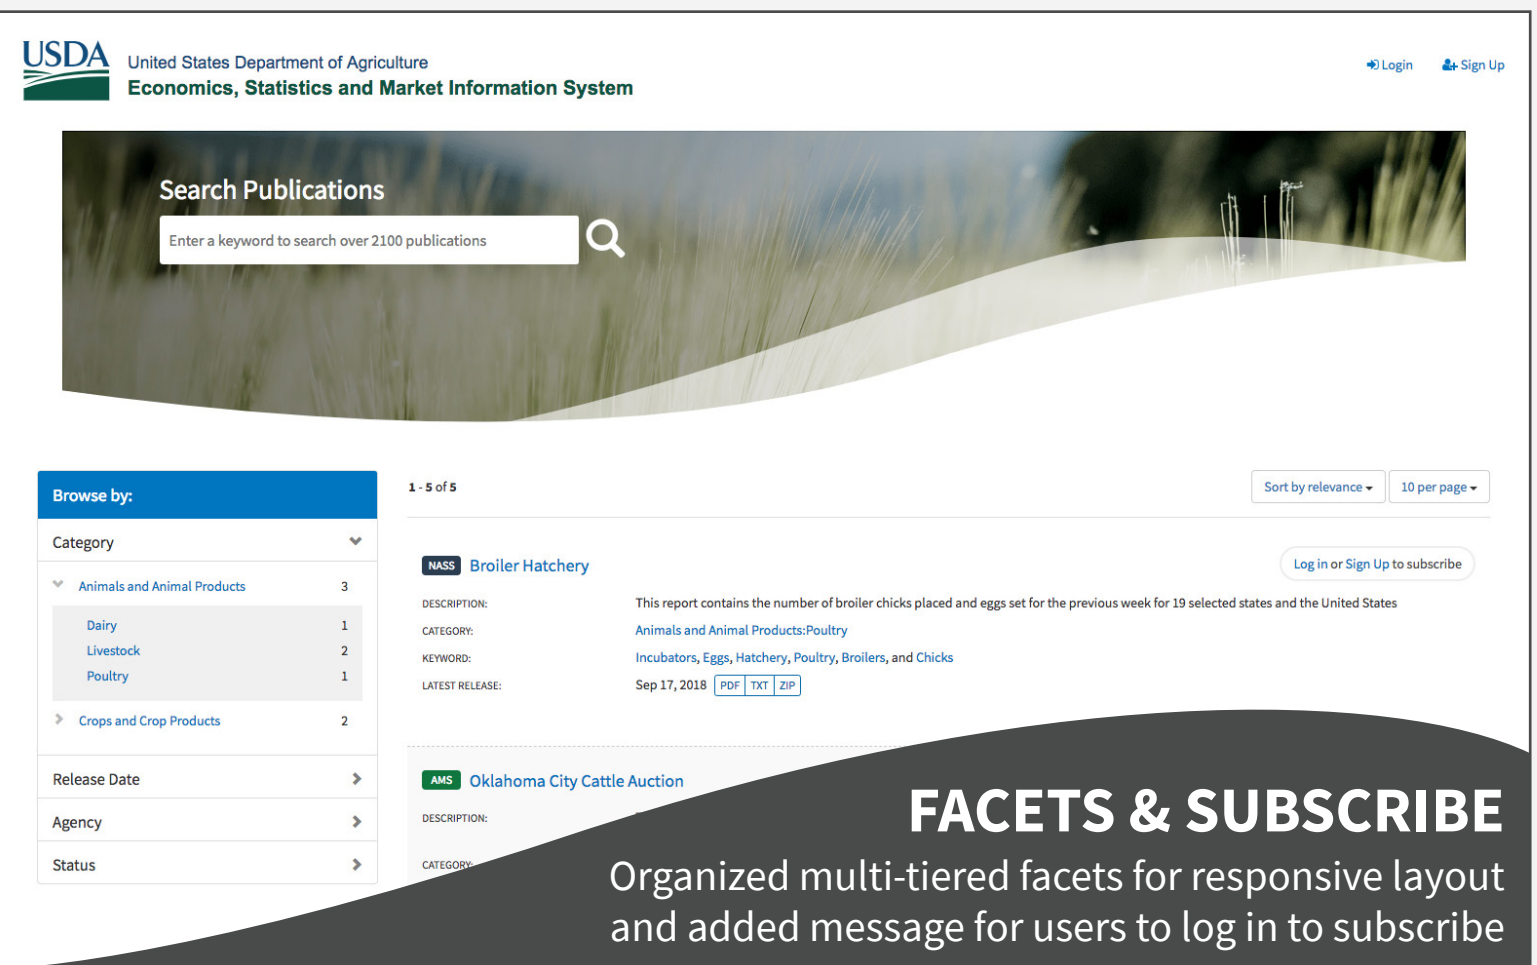 USDA
United States Department of Agriculture
Economics, Statistics and Market Information System
Login
Sign Up
Search Publications
Enter a keyword to search over 2100 publications
Browse by:
Category
Animals and Animal Products 3
Dairy 1
Livestock 2
Poultry 1
Crops and Crop Products 2
Release Date
Agency
Status
1 - 5 of 5
Sort by relevance
10 per page
NASS Broiler Hatchery
Log in or Sign Up to subscribe
DESCRIPTION: This report contains the number of broiler chicks placed and eggs set for the previous week for 19 selected states and the United States
CATEGORY: Animals and Animal Products:Poultry
KEYWORD: Incubators, Eggs, Hatchery, Poultry, Broilers, and Chicks
LATEST RELEASE: Sep 17, 2018 PDF TXT ZIP
AMS Oklahoma City Cattle Auction
DESCRIPTION:
CATEGORY:
FACETS & SUBSCRIBE
Organized multi-tiered facets for responsive layout
and added message for users to log in to subscribe